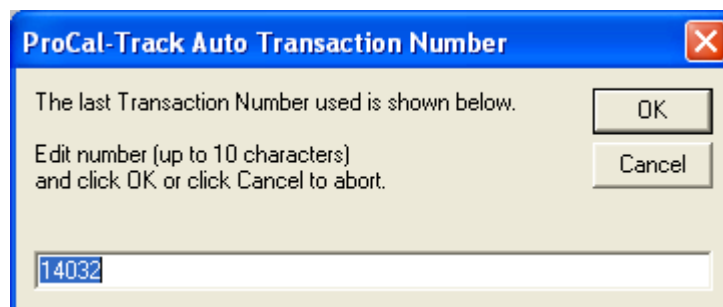 ProCal-Track Auto Transaction Number
The last Transaction Number used is shown below.
OK
Edit number (up to 10 characters)
and click OK or click Cancel to abort.
Cancel
14032